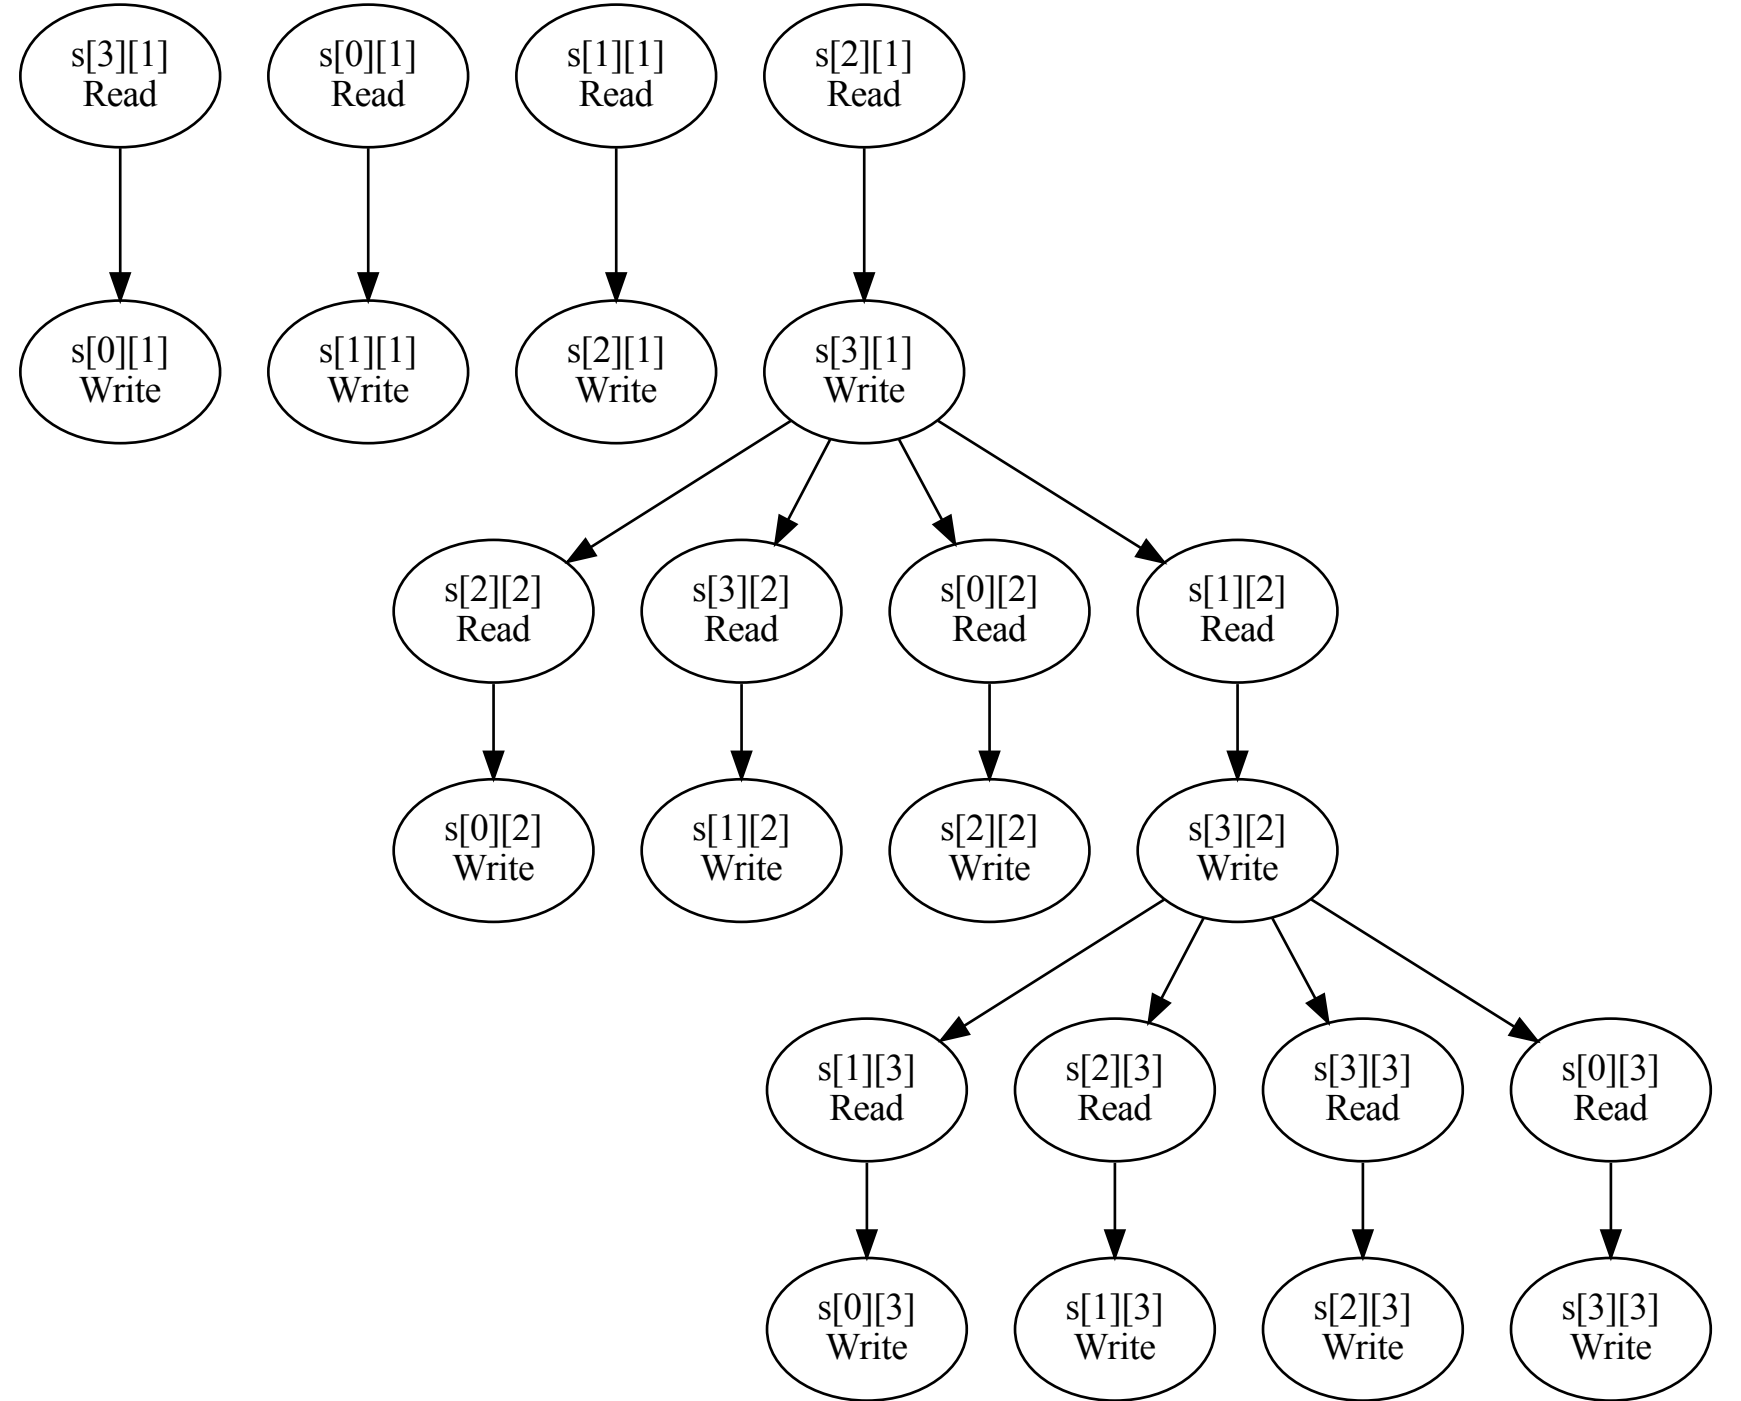 s[3][1]
Read
s[0][1]
Read
s[1][1]
Read
s[2][1]
Read
s[0][1]
Write
s[1][1]
Write
s[2][1]
Write
s[3][1]
Write
s[2][2]
Read
s[3][2]
Read
s[0][2]
Read
s[1][2]
Read
s[0][2]
Write
s[1][2]
Write
s[2][2]
Write
s[3][2]
Write
s[1][3]
Read
s[2][3]
Read
s[3][3]
Read
s[0][3]
Read
s[0][3]
Write
s[1][3]
Write
s[2][3]
Write
s[3][3]
Write